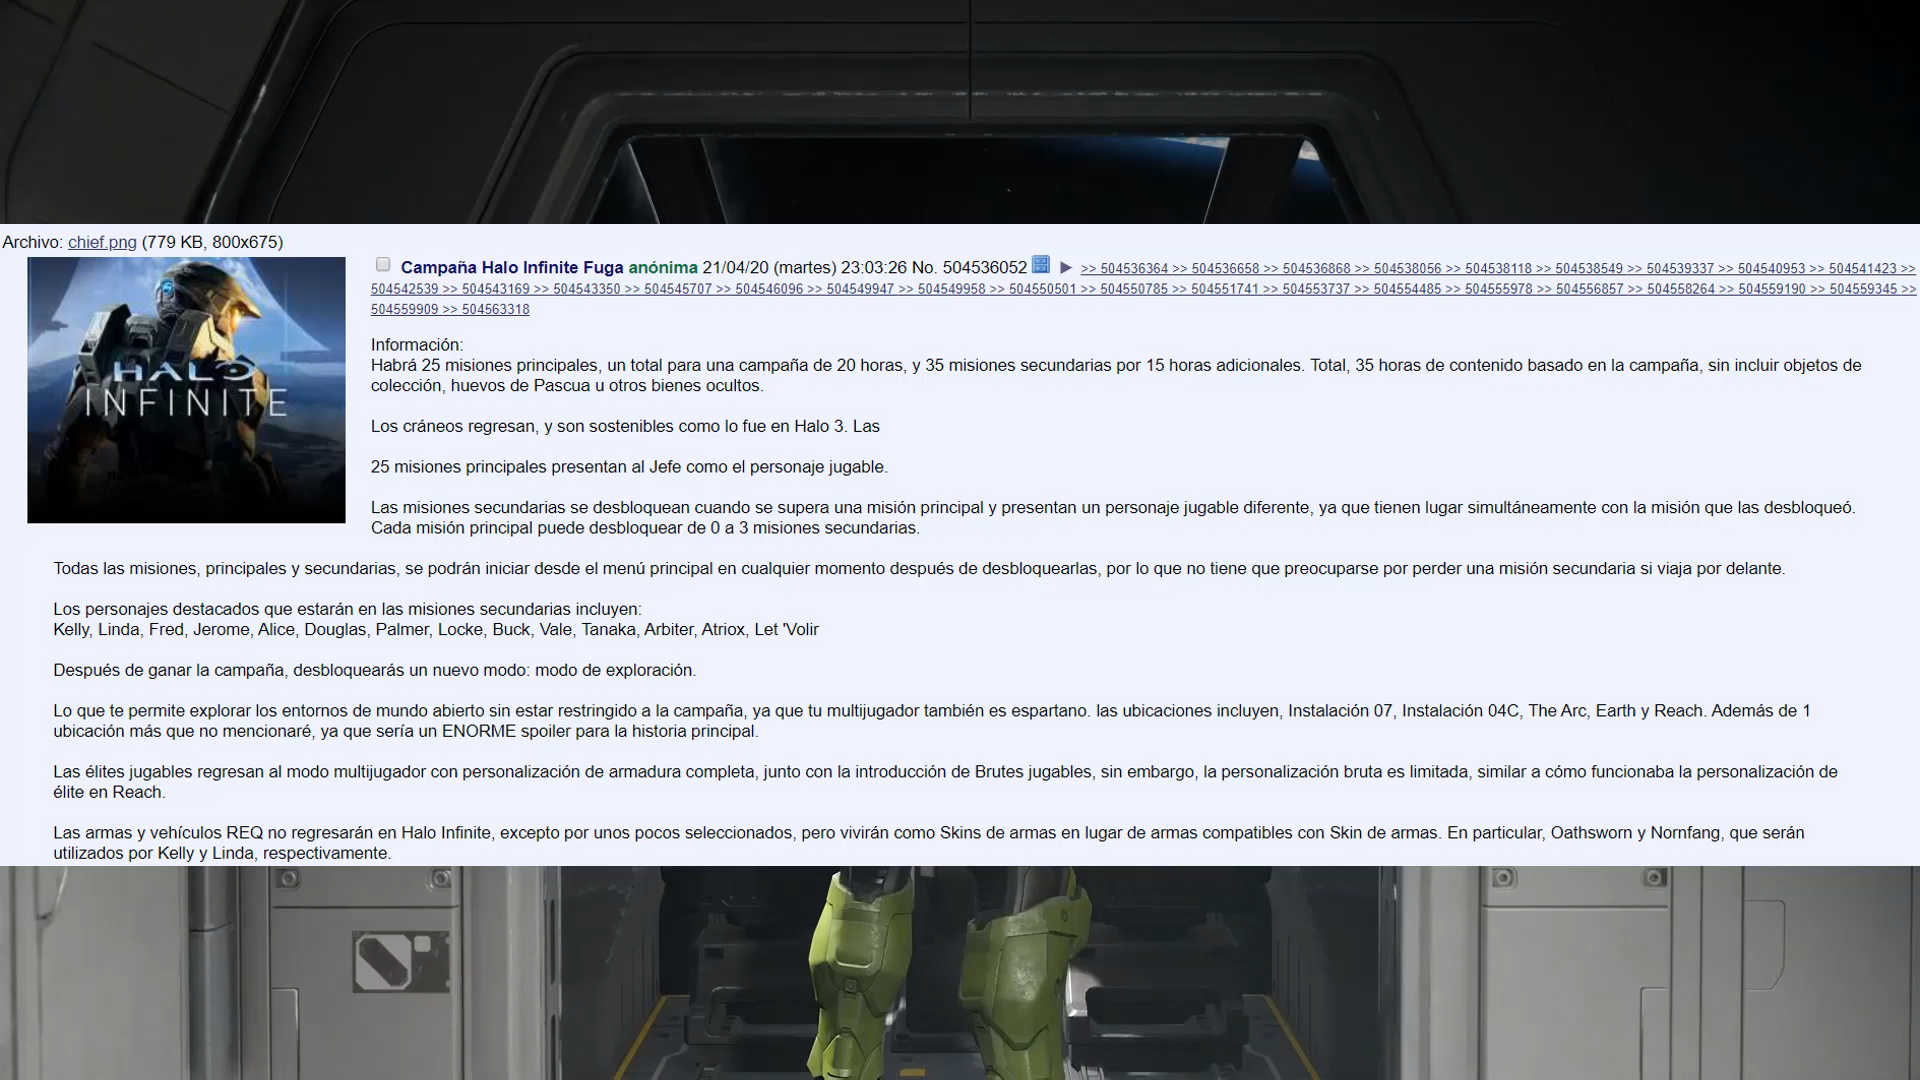 Archivo: chief.png (779 KB, 800x675)
HALO
INFINITE
Campaña Halo Infinite Fuga anónima 21/04/20 (martes) 23:03:26 No. 504536052 >> 504536364 >> 504536658 >> 504536868 >> 504538056 >> 504538118 >> 504538549 >> 504539337 >> 504540953 >> 504541423 >>
504542539 >> 504543169 >> 504543350 >> 504545707 >> 504546096 >> 504549947 >> 504549958 >> 504550501 >> 504550785 >> 504551741 >> 504553737 >> 504554485 >> 504555978 >> 504556857 >> 504558264 >> 504559190 >> 504559345 >>
504559909 >> 504563318
Información:
Habrá 25 misiones principales, un total para una campaña de 20 horas, y 35 misiones secundarias por 15 horas adicionales. Total, 35 horas de contenido basado en la campaña, sin incluir objetos de
colección, huevos de Pascua u otros bienes ocultos.
Los cráneos regresan, y son sostenibles como lo fue en Halo 3. Las
25 misiones principales presentan al Jefe como el personaje jugable.
Las misiones secundarias se desbloquean cuando se supera una misión principal y presentan un personaje jugable diferente, ya que tienen lugar simultáneamente con la misión que las desbloqueó.
Cada misión principal puede desbloquear de 0 a 3 misiones secundarias.
Todas las misiones, principales y secundarias, se podrán iniciar desde el menú principal en cualquier momento después de desbloquearlas, por lo que no tiene que preocuparse por perder una misión secundaria si viaja por delante.
Los personajes destacados que estarán en las misiones secundarias incluyen:
Kelly, Linda, Fred, Jerome, Alice, Douglas, Palmer, Locke, Buck, Vale, Tanaka, Arbiter, Atriox, Let 'Volir
Después de ganar la campaña, desbloquearás un nuevo modo: modo de exploración.
Lo que te permite explorar los entornos de mundo abierto sin estar restringido a la campaña, ya que tu multijugador también es espartano. las ubicaciones incluyen, Instalación 07, Instalación 04C, The Arc, Earth y Reach. Además de 1
ubicación más que no mencionaré, ya que sería un ENORME spoiler para la historia principal.
Las élites jugables regresan al modo multijugador con personalización de armadura completa, junto con la introducción de Brutes jugables, sin embargo, la personalización bruta es limitada, similar a cómo funcionaba la personalización de
élite en Reach.
Las armas y vehículos REQ no regresarán en Halo Infinite, excepto por unos pocos seleccionados, pero vivirán como Skins de armas en lugar de armas compatibles con Skin de armas. En particular, Oathsworn y Nornfang, que serán
utilizados por Kelly y Linda, respectivamente.